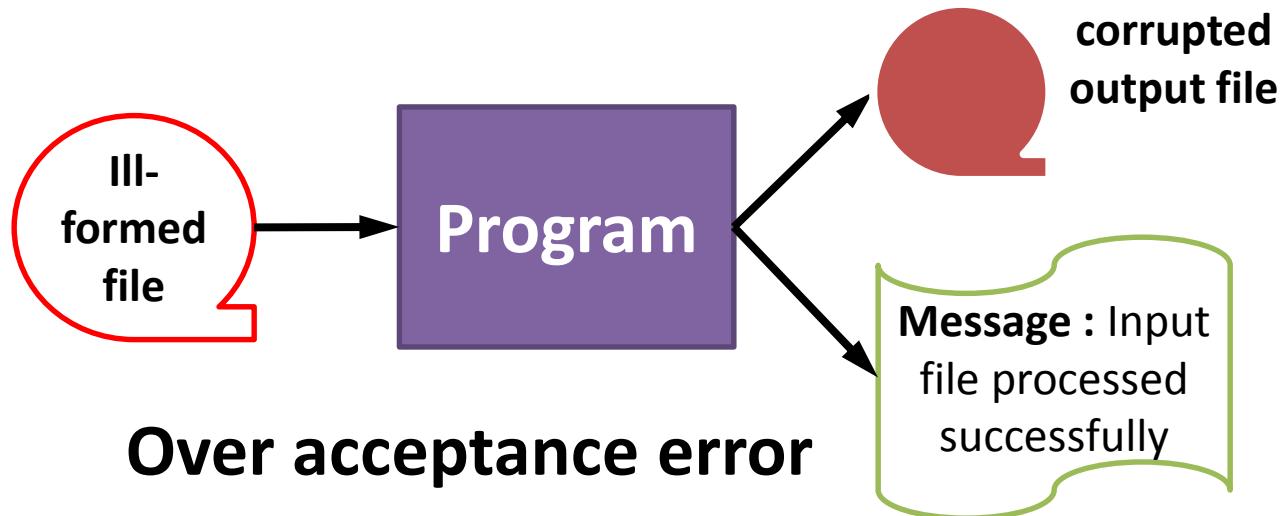 Ill-
formed
file
Program
corrupted
output file
Message : Input
file processed
successfully
Over acceptance error